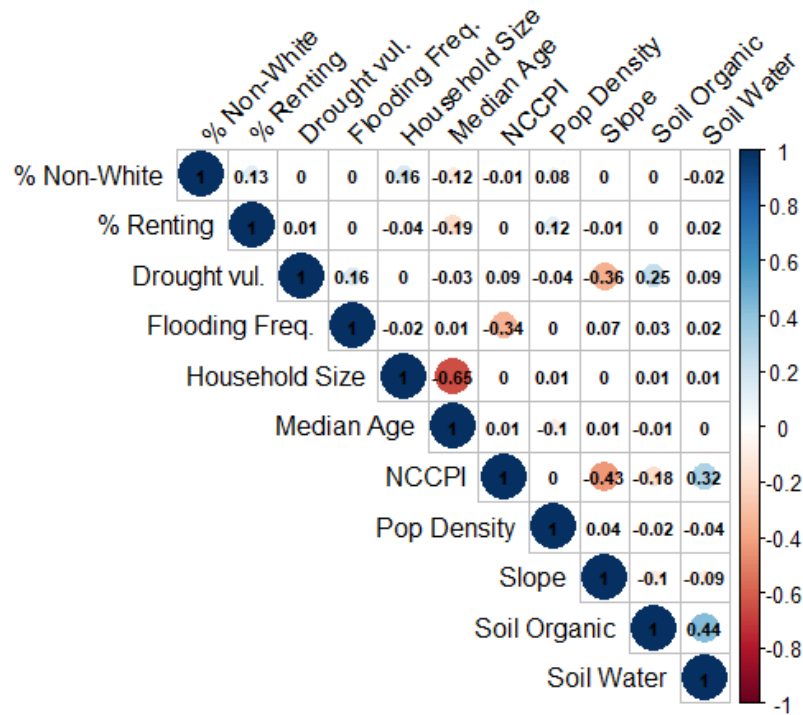 % Non-White
% Renting
Drought vul.
Flooding Freq.
Household Size
Median Age
NCCPI
Pop Density
Slope
Soil Organic
Soil Water
% Non-White 1 0.13 0 0 0.16 -0.12 -0.01 0.08 0 0 -0.02
% Renting 1 0.01 0 -0.04 -0.19 0 0.12 -0.01 0 0.02
Drought vul. 1 0.16 0 -0.03 0.09 -0.04 -0.36 0.25 0.09
Flooding Freq. 1 -0.02 0.01 -0.34 0 0.07 0.03 0.02
Household Size 1 -0.65 0 0.01 0 0.01 0.01
Median Age 1 0.01 -0.1 0.01 -0.01 0
NCCPI 1 0 -0.43 -0.18 0.32
Pop Density 1 0.04 -0.02 -0.04
Slope 1 -0.1 -0.09
Soil Organic 1 0.44
Soil Water 1
1
0.8
0.6
0.4
0.2
0
-0.2
-0.4
-0.6
-0.8
-1